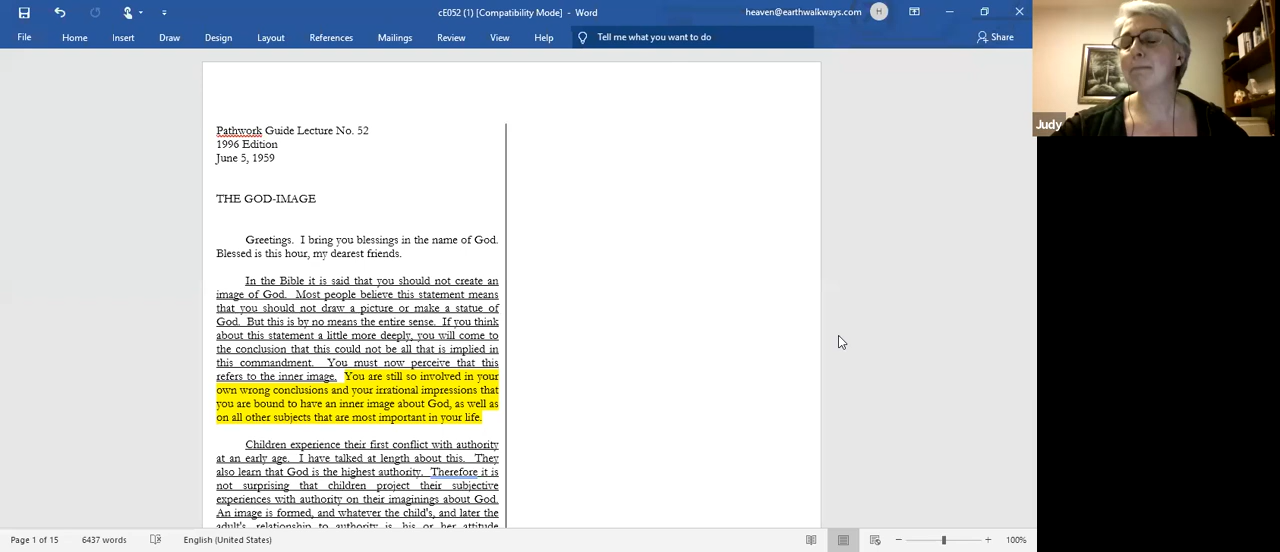 cE052 (1) [Compatibility Mode] - Word
heaven@earthwalkways.com
H
File Home Insert Draw Design Layout References Mailings Review View Help Tell me what you want to do Share
Judy
Pathwork Guide Lecture No. 52
1996 Edition
June 5, 1959
THE GOD-IMAGE
Greetings. I bring you blessings in the name of God.
Blessed is this hour, my dearest friends.
In the Bible it is said that you should not create an
image of God. Most people believe this statement means
that you should not draw a picture or make a statue of
God. But this is by no means the entire sense. If you think
about this statement a little more deeply, you will come to
the conclusion that this could not be all that is implied in
this commandment. You must now perceive that this
refers to the inner image. You are still so involved in your
own wrong conclusions and your irrational impressions that
you are bound to have an inner image about God, as well as
on all other subjects that are most important in your life.
Children experience their first conflict with authority
at an early age. I have talked at length about this. They
also learn that God is the highest authority. Therefore it is
not surprising that children project their subjective
experiences with authority on their imaginings about God.
An image is formed, and whatever the child's, and later the
adult's, relationship to authority is, his or her attitude
Page 1 of 15 6437 words English (United States) 100%